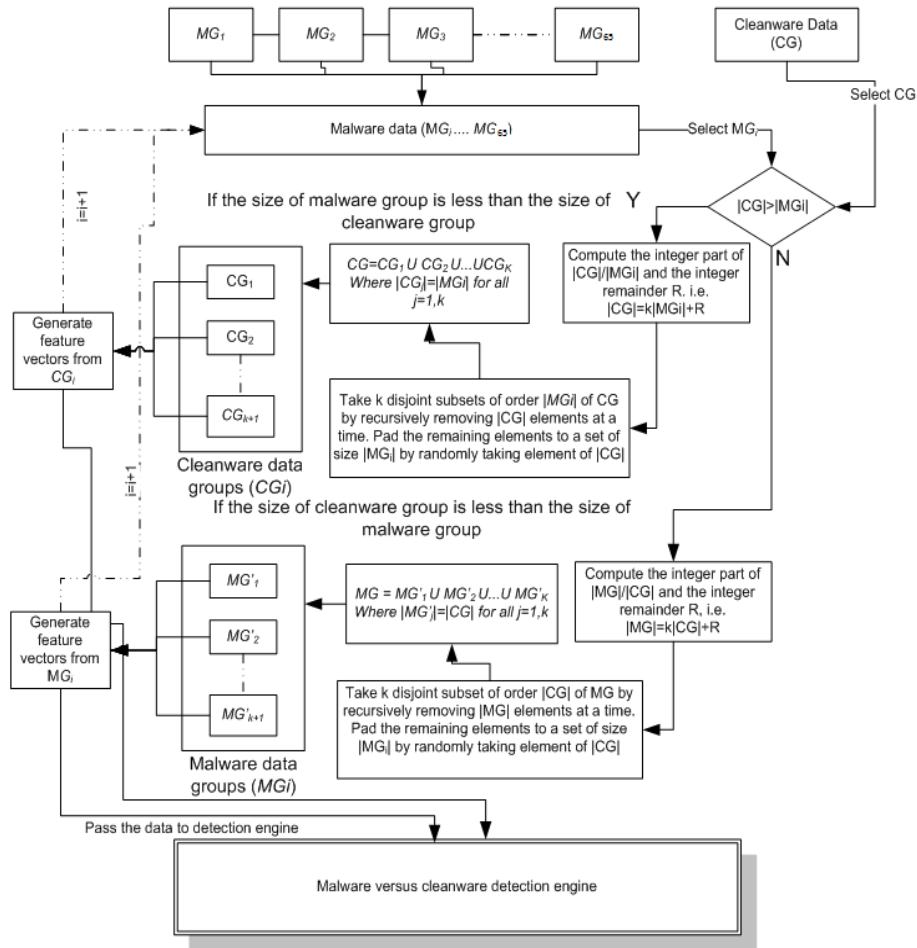 MG1
MG2
MG3
MG65
Cleanware Data
(CG)
Select CG
Malware data (MGi .... MG65)
Select MGi
i=i+1
If the size of malware group is less than the size of
cleanware group
Y
|CG|>|MGi|
N
CG=CG1 U CG2 U...UCGK
Where |CGj|=|MGi| for all
j=1,k
Compute the integer part of
|CG|/|MGi| and the integer
remainder R. i.e.
|CG|=k|MGi|+R
CG1
CG2
CGk+1
Generate
feature
vectors from
CGi
Take k disjoint subsets of order |MGi| of CG
by recursively removing |CG| elements at a
time. Pad the remaining elements to a set of
size |MGi| by randomly taking element of |CG|
Cleanware data
groups (CGi)
i=i+1
If the size of cleanware group is less than the size of
malware group
MG'1
MG'2
MG'k+1
MG = MG'1 U MG'2 U...U MG'K
Where |MG'j|=|CG| for all j=1,k
Compute the integer part of
|MG|/|CG| and the integer
remainder R, i.e.
|MG|=k|CG|+R
Generate
feature
vectors from
MGi
Take k disjoint subset of order |CG| of MG by
recursively removing |MG| elements at a time.
Pad the remaining elements to a set of size
|MGi| by randomly taking element of |CG|
Malware data
groups (MGi)
Pass the data to detection engine
Malware versus cleanware detection engine